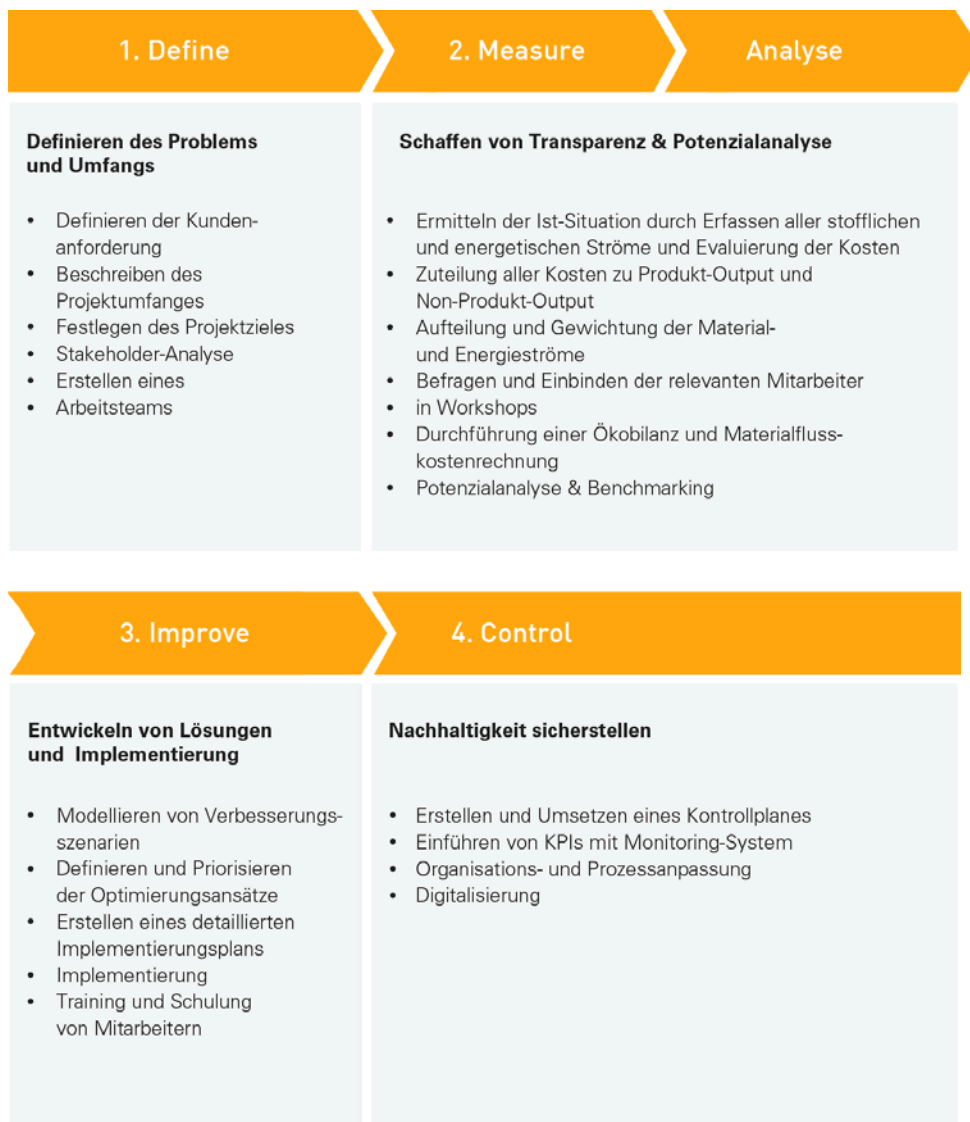 1. Define
2. Measure
Analyse
Definieren des Problems
und Umfangs
• Definieren der Kunden-
anforderung
• Beschreiben des
Projektumfanges
• Festlegen des Projektzieles
• Stakeholder-Analyse
• Erstellen eines
• Arbeitsteams
Schaffen von Transparenz & Potenzialanalyse
• Ermitteln der Ist-Situation durch Erfassen aller stofflichen
und energetischen Ströme und Evaluierung der Kosten
• Zuteilung aller Kosten zu Produkt-Output und
Non-Produkt-Output
• Aufteilung und Gewichtung der Material-
und Energieströme
• Befragen und Einbinden der relevanten Mitarbeiter
• in Workshops
• Durchführung einer Ökobilanz und Materialfluss-
kostenrechnung
• Potenzialanalyse & Benchmarking
3. Improve
4. Control
Entwickeln von Lösungen
und Implementierung
• Modellieren von Verbesserungs-
szenarien
• Definieren und Priorisieren
der Optimierungsansätze
• Erstellen eines detaillierten
Implementierungsplans
• Implementierung
• Training und Schulung
von Mitarbeitern
Nachhaltigkeit sicherstellen
• Erstellen und Umsetzen eines Kontrollplanes
• Einführen von KPIs mit Monitoring-System
• Organisations- und Prozessanpassung
• Digitalisierung